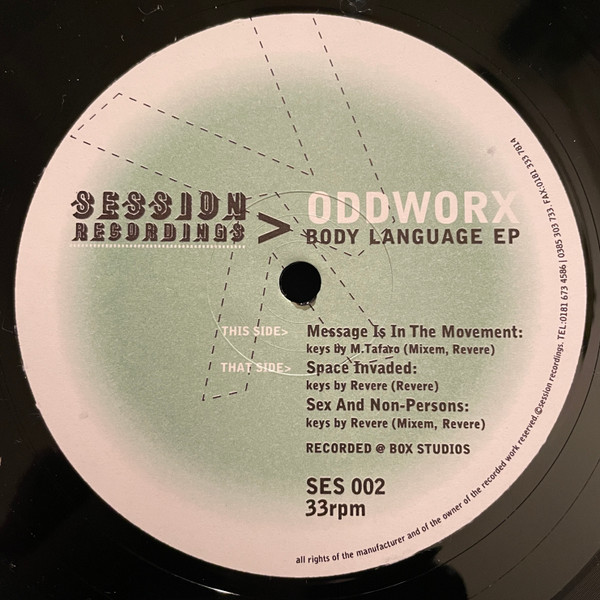 SESSION
RECORDINGS
>
ODDWORX
BODY LANGUAGE EP
THIS SIDE> Message Is In The Movement:
keys by M.Tafaro (Mixem, Revere)
THAT SIDE> Space Invaded:
keys by Revere (Revere)
Sex And Non-Persons:
keys by Revere (Mixem, Revere)
RECORDED @ BOX STUDIOS
SES 002
33rpm
all rights of the manufacturer and of the owner of the recorded work reserved.©session recordings. TEL:0181 673 4586 | 0385 303 733. FAX:0181 333 7814